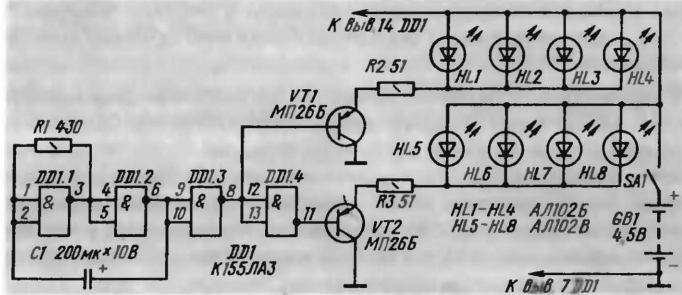 К выв.14 DD1
R2 51
HL1 HL2 HL3 HL4
VT1
МП26Б
R1 430
HL5
HL6 HL7 HL8
SA1
DD1.1 DD1.2 DD1.3 DD1.4
1 & 3 4 & 6 9 & 8 12 & 11
2 5 10 13
R3 51
HL1-HL4 АЛ102Б
HL5-HL8 АЛ102В
+
GB1
4,5В
-
C1 200мк×10В
+
DD1
К155ЛА3
VT2
МП26Б
К выв 7 DD1